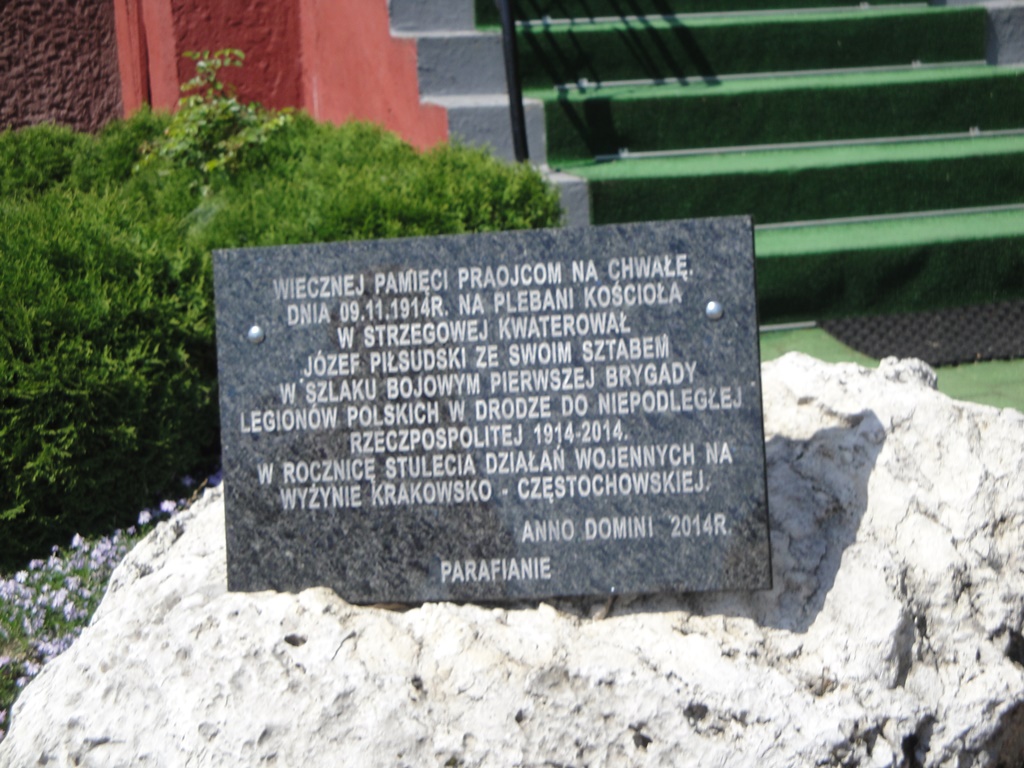 WIECZNEJ PAMIĘCI PRAOJCOM NA CHWAŁĘ.
DNIA 09.11.1914R. NA PLEBANI KOŚCIOŁA
W STRZEGOWEJ KWATEROWAŁ
JÓZEF PIŁSUDSKI ZE SWOIM SZTABEM
W SZLAKU BOJOWYM PIERWSZEJ BRYGADY
LEGIONÓW POLSKICH W DRODZE DO NIEPODLEGŁEJ
RZECZPOSPOLITEJ 1914-2014.
W ROCZNICĘ STULECIA DZIAŁAŃ WOJENNYCH NA
WYŻYNIE KRAKOWSKO - CZĘSTOCHOWSKIEJ.
ANNO DOMINI 2014R.
PARAFIANIE